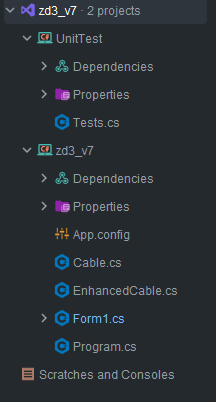 zd3_v7 · 2 projects
UnitTest
Dependencies
Properties
Tests.cs
zd3_v7
Dependencies
Properties
App.config
Cable.cs
EnhancedCable.cs
Form1.cs
Program.cs
Scratches and Consoles